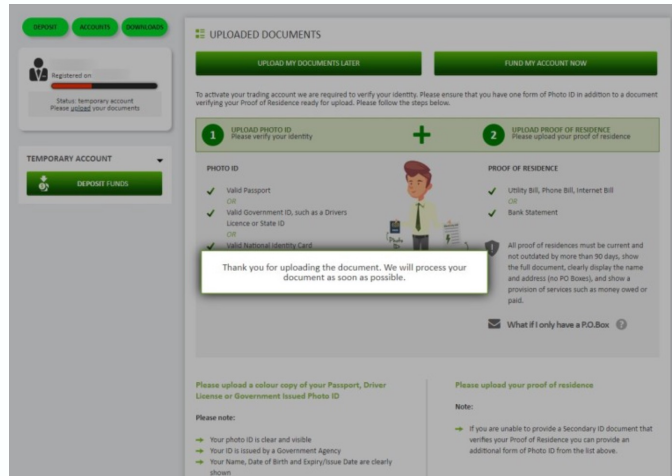 DEPOSIT
ACCOUNTS
DOWNLOADS
Registered on
Status: temporary account
Please upload your documents
TEMPORARY ACCOUNT
DEPOSIT FUNDS
UPLOADED DOCUMENTS
UPLOAD MY DOCUMENTS LATER
FUND MY ACCOUNT NOW
To activate your trading account we are required to verify your identity. Please ensure that you have one form of Photo ID in addition to a document
verifying your Proof of Residence ready for upload. Please follow the steps below.
1
UPLOAD PHOTO ID
Please verify your identity
+
2
UPLOAD PROOF OF RESIDENCE
Please upload your proof of residence
PHOTO ID
Valid Passport
OR
Valid Government ID, such as a Drivers
Licence or State ID
OR
Valid National Identity Card
Photo
PROOF OF RESIDENCE
Utility Bill, Phone Bill, Internet Bill
OR
Bank Statement
All proof of residences must be current and
not outdated by more than 90 days, show
the full document, clearly display the name
and address (no PO Boxes), and show a
provision of services such as money owed or
paid.
What if I only have a P.O.Box ?
Thank you for uploading the document. We will process your
document as soon as possible.
Please upload a colour copy of your Passport, Driver
License or Government Issued Photo ID
Please note:
Your photo ID is clear and visible
Your ID is issued by a Government Agency
Your Name, Date of Birth and Expiry/Issue Date are clearly
shown
Please upload your proof of residence
Note:
If you are unable to provide a Secondary ID document that
verifies your Proof of Residence you can provide an
additional form of Photo ID from the list above.